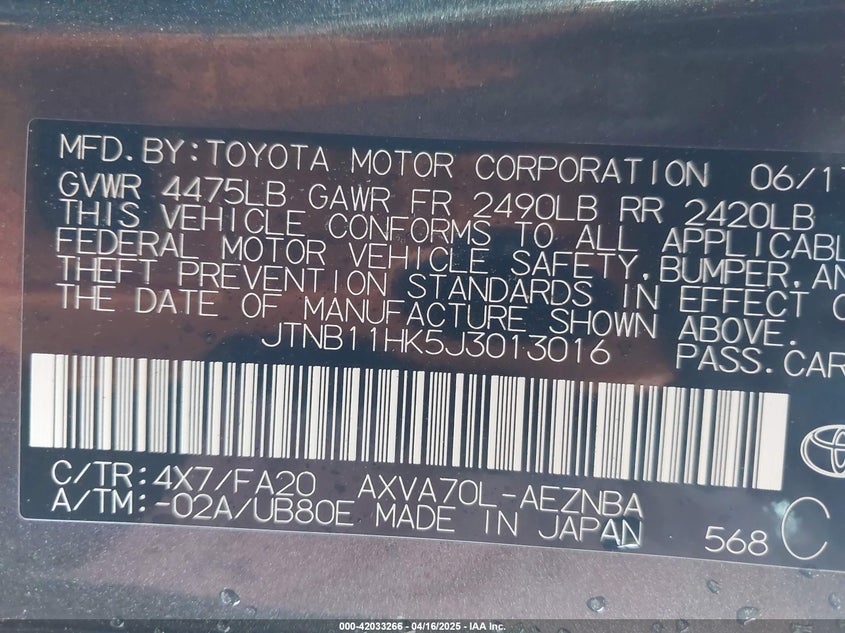 MFD.BY:TOYOTA MOTOR CORPORATION 06/17
GVWR 4475LB GAWR FR 2490LB RR 2420LB
THIS VEHICLE CONFORMS TO ALL APPLICABL
FEDERAL MOTOR VEHICLE SAFETY,BUMPER,AN
THEFT PREVENTION STANDARDS IN EFFECT O
THE DATE OF MANUFACTURE SHOWN ABOVE.
JTNB11HK5J3013016 PASS.CAR
C/TR:4X7/FA20 AXVA70L-AEZNBA
A/TM:-02A/UB80E MADE IN JAPAN 568 C
000-42033266 - 04/16/2025 - IAA Inc.